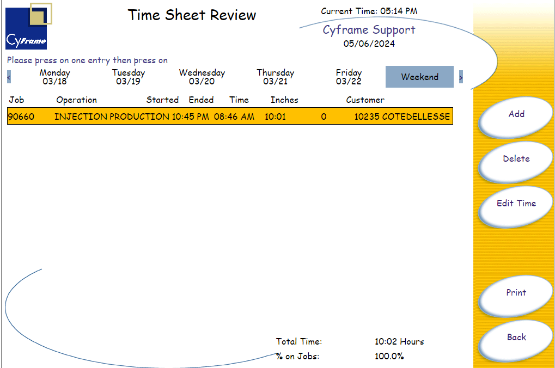 Time Sheet Review
Current Time: 05:14 PM
CyFrame
Cyframe Support
05/06/2024
Please press on one entry then press on
< Monday Tuesday Wednesday Thursday Friday Weekend >
03/18 03/19 03/20 03/21 03/22
Job Operation Started Ended Time Inches Customer
90660 INJECTION PRODUCTION 10:45 PM 08:46 AM 10:01 0 10235 COTEDELLESSE
Add
Delete
Edit Time
Print
Back
Total Time: 10:02 Hours
% on Jobs: 100.0%